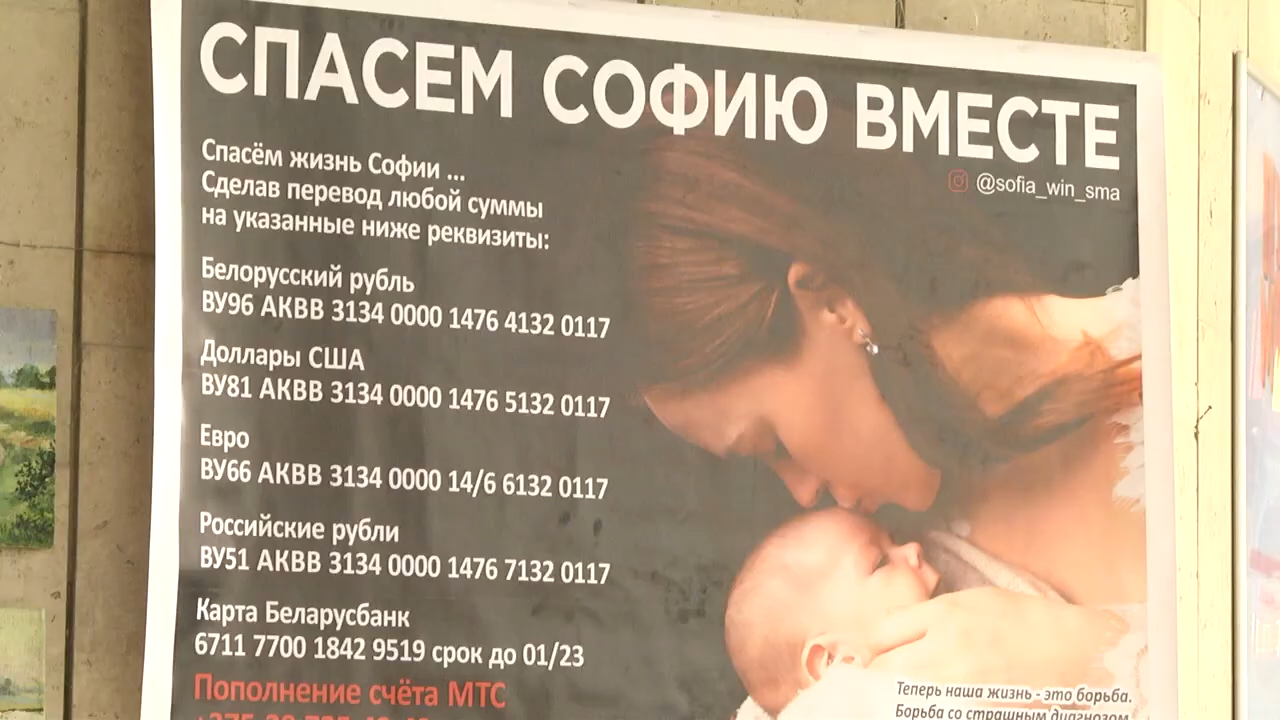 СПАСЕМ СОФИЮ ВМЕСТЕ
@sofia_win_sma
Спасём жизнь Софии ...
Сделав перевод любой суммы
на указанные ниже реквизиты:
Белорусский рубль
BY96 AKBB 3134 0000 1476 4132 0117
Доллары США
BY81 AKBB 3134 0000 1476 5132 0117
Евро
BY66 AKBB 3134 0000 14/6 6132 0117
Российские рубли
BY51 AKBB 3134 0000 1476 7132 0117
Карта Беларусбанк
6711 7700 1842 9519 срок до 01/23
Пополнение счёта МТС
Теперь наша жизнь - это борьба.
Борьба со страшным диагнозом